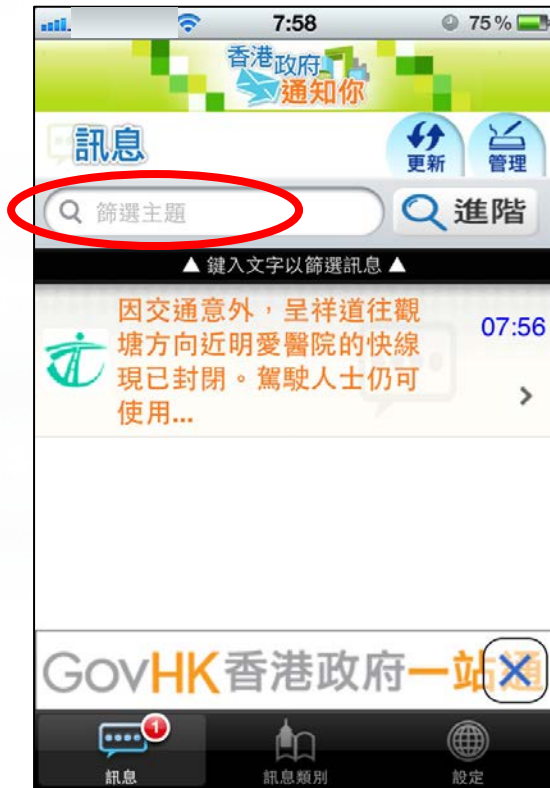 7:58 75%
香港政府
通知你
訊息
更新 管理
篩選主題 進階
▲ 鍵入文字以篩選訊息 ▲
因交通意外，呈祥道往觀 07:56
塘方向近明愛醫院的快線
現已封閉。駕駛人士仍可
使用...
GovHK香港政府一站通
1
訊息 訊息類別 設定